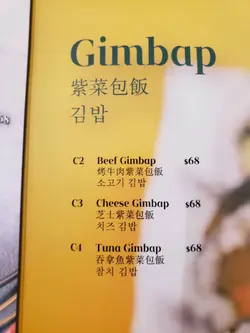 Gimbap
紫菜包飯
김밥
C2 Beef Gimbap $68
烤牛肉紫菜包飯
소고기 김밥
C3 Cheese Gimbap $68
芝士紫菜包飯
치즈 김밥
C4 Tuna Gimbap $68
吞拿魚紫菜包飯
참치 김밥